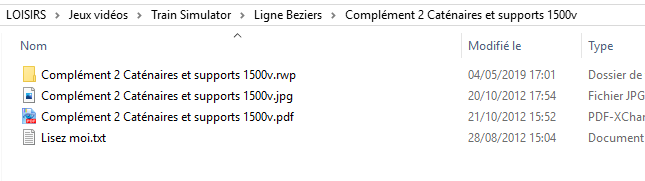 LOISIRS > Jeux vidéos > Train Simulator > Ligne Beziers > Complément 2 Caténaires et supports 1500v
Nom Modifié le Type
Complément 2 Caténaires et supports 1500v.rwp 04/05/2019 17:01 Dossier de
Complément 2 Caténaires et supports 1500v.jpg 20/10/2012 17:54 Fichier JPG
Complément 2 Caténaires et supports 1500v.pdf 21/10/2012 15:52 PDF-XChar
Lisez moi.txt 28/08/2012 15:04 Document